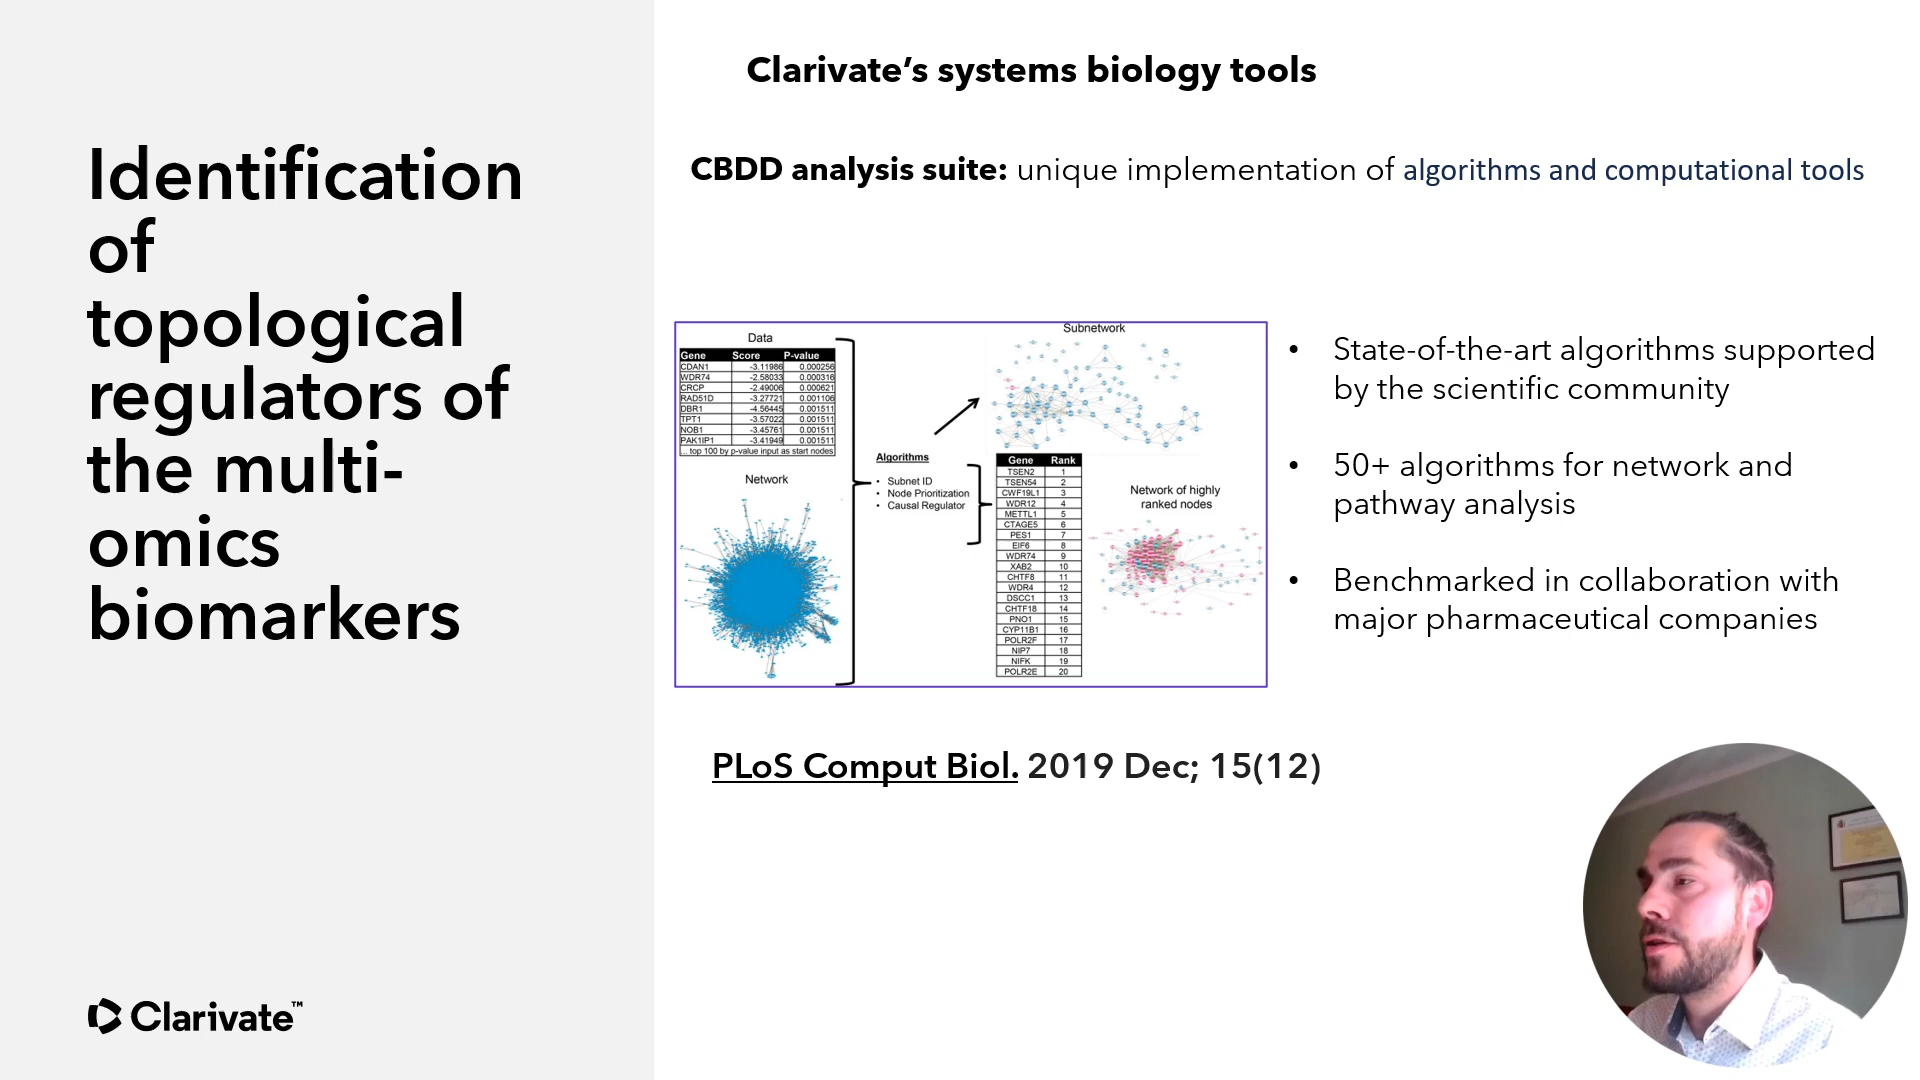 Identification
of
topological
regulators of
the multi-
omics
biomarkers
Clarivate™
Clarivate’s systems biology tools
CBDD analysis suite: unique implementation of algorithms and computational tools
Data
Gene Score P-value
CDAN1 -3.11986 0.000256
WDR74 -2.58033 0.000316
CRCP -2.49006 0.000621
RAD51D -3.27721 0.001106
DBR1 -4.56445 0.001511
TPT1 -3.57022 0.001511
NOB1 -3.45761 0.001511
PAK1IP1 -3.41949 0.001511
... top 100 by p-value input as start nodes
Network
Algorithms
• Subnet ID
• Node Prioritization
• Causal Regulator
Subnetwork
Gene Rank
TSEN2 1
TSEN54 2
CWF19L1 3
WDR12 4
METTL1 5
CTAGE5 6
PES1 7
EIF6 8
WDR74 9
XAB2 10
CHTF8 11
WDR4 12
DSCC1 13
CHTF18 14
PNO1 15
CYP11B1 16
POLR2F 17
NIP7 18
NIFK 19
POLR2E 20
Network of highly
ranked nodes
• State-of-the-art algorithms supported
by the scientific community
• 50+ algorithms for network and
pathway analysis
• Benchmarked in collaboration with
major pharmaceutical companies
PLoS Comput Biol. 2019 Dec; 15(12)